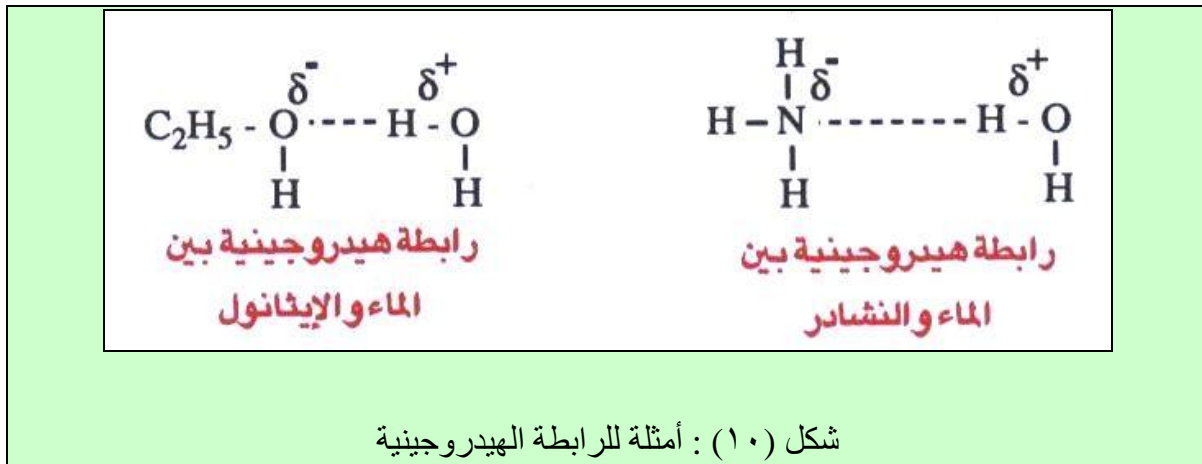 H
δ- δ+ δ- δ+
C₂H₅ - O ---- H - O H – N -------- H - O
H H H H
رابطة هيدروجينية بين
الماء والإيثانول
رابطة هيدروجينية بين
الماء والنشادر
شكل (١٠) : أمثلة للرابطة الهيدروجينية